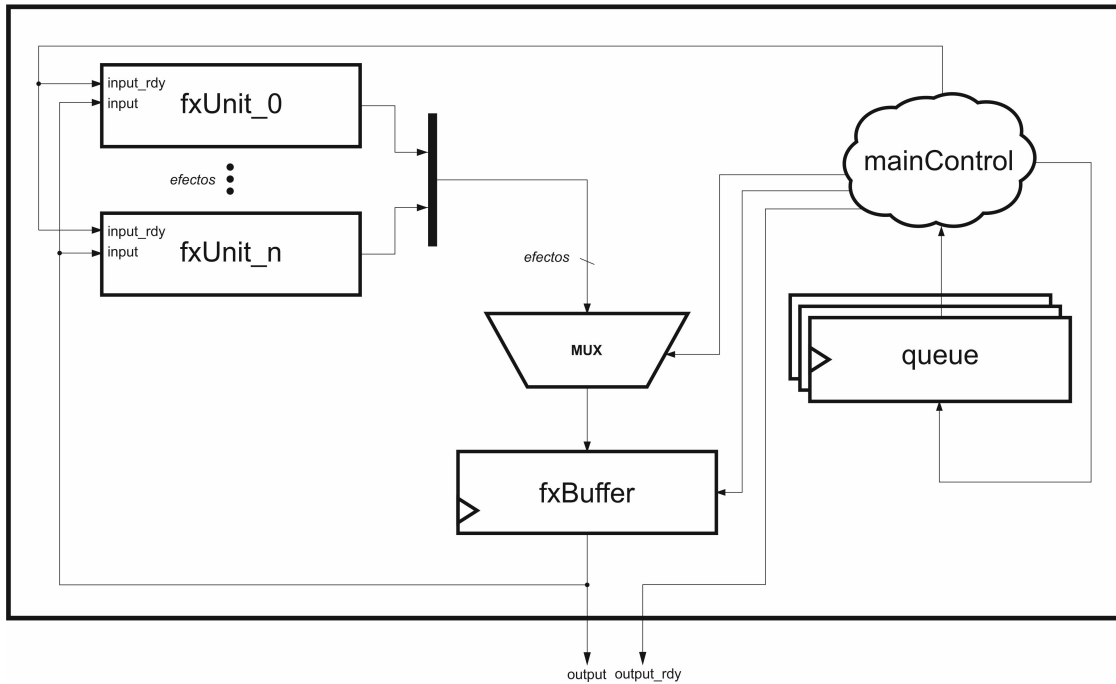 input_rdy
input
fxUnit_0
efectos
input_rdy
input
fxUnit_n
mainControl
efectos
MUX
queue
fxBuffer
output
output_rdy